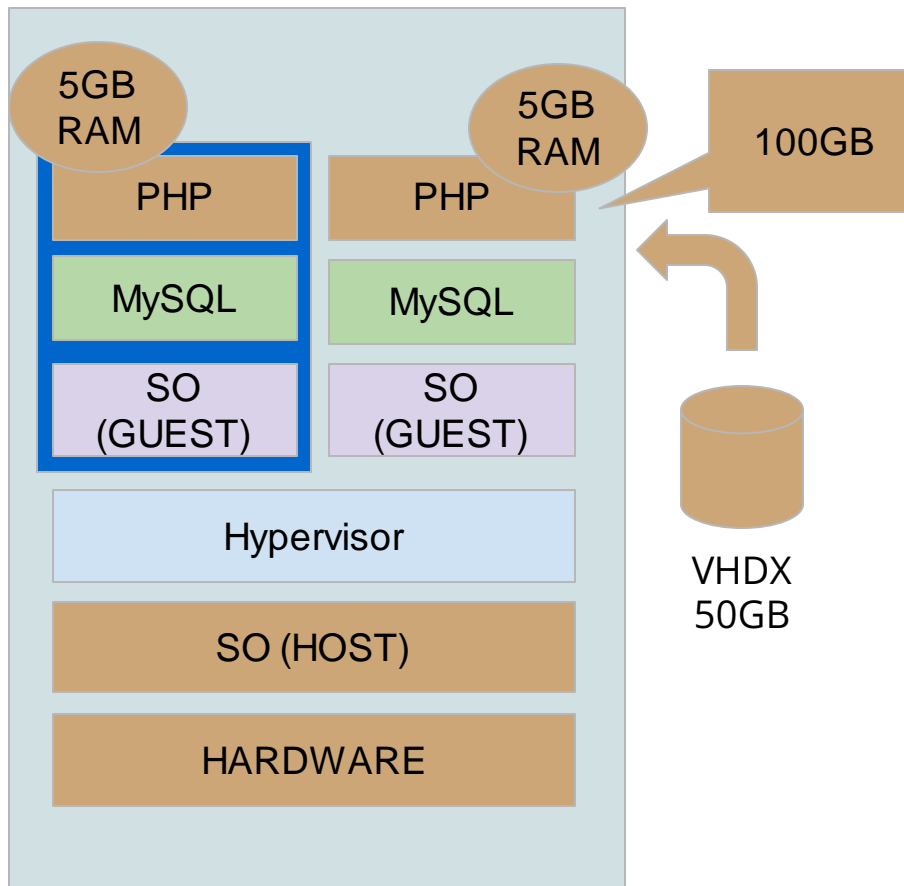 5GB
RAM
5GB
RAM
100GB
PHP
PHP
MySQL
MySQL
SO
(GUEST)
SO
(GUEST)
Hypervisor
VHDX
50GB
SO (HOST)
HARDWARE